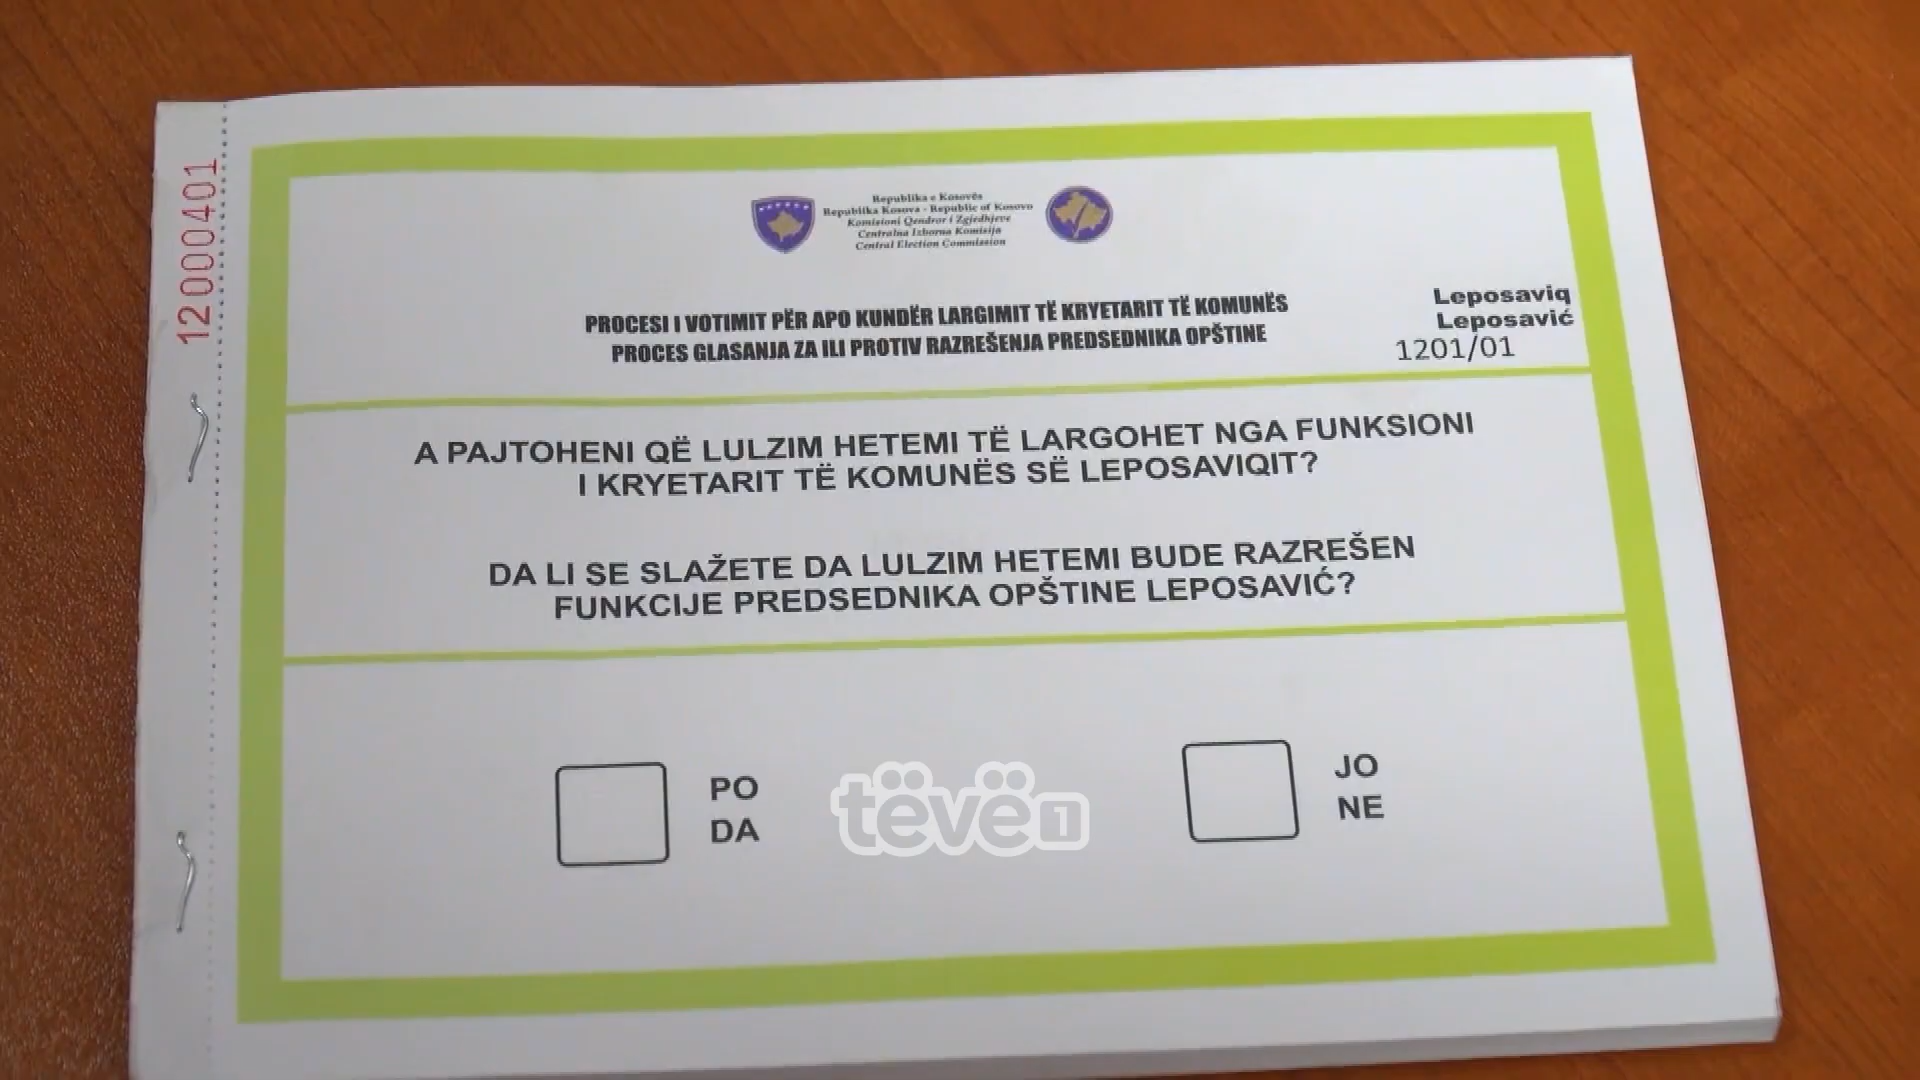 12000401
Republika e Kosovës
Republika Kosova - Republic of Kosovo
Komisioni Qendror i Zgjedhjeve
Centralna Izborna Komisija
Central Election Commission
PROCESI I VOTIMIT PËR APO KUNDËR LARGIMIT TË KRYETARIT TË KOMUNËS
PROCES GLASANJA ZA ILI PROTIV RAZREŠENJA PREDSEDNIKA OPŠTINE
Leposaviq
Leposavić
1201/01
A PAJTOHENI QË LULZIM HETEMI TË LARGOHET NGA FUNKSIONI
I KRYETARIT TË KOMUNËS SË LEPOSAVIQIT?
DA LI SE SLAŽETE DA LULZIM HETEMI BUDE RAZREŠEN
FUNKCIJE PREDSEDNIKA OPŠTINE LEPOSAVIĆ?
PO
DA
JO
NE
tëvë1